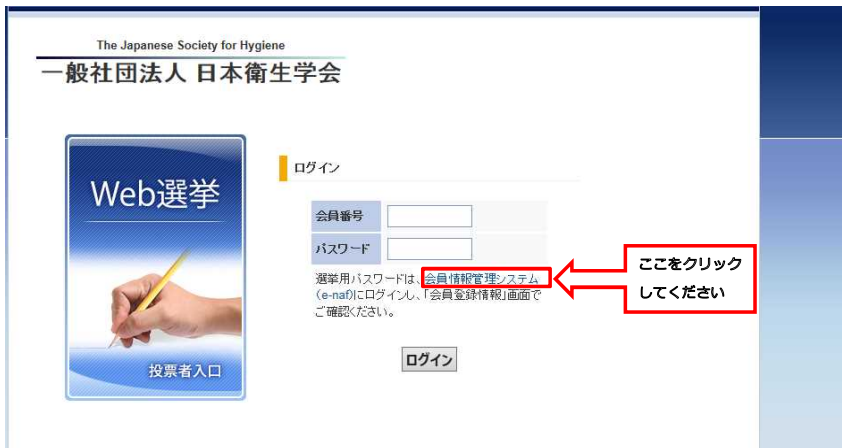 The Japanese Society for Hygiene
一般社団法人 日本衛生学会
Web選挙
投票者入口
ログイン
会員番号
パスワード
選挙用パスワードは、会員情報管理システム
(e-naf)にログインし、「会員登録情報」画面で
ご確認ください。
ログイン
ここをクリック
してください